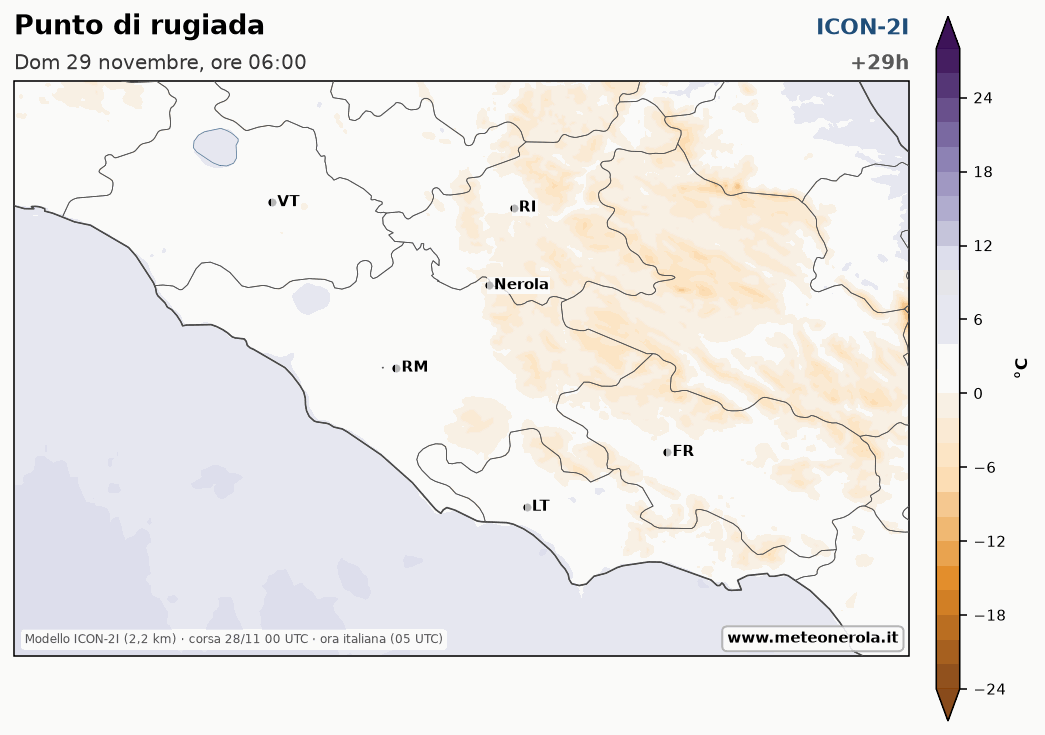 Punto di rugiada
ICON-2I
Dom 29 novembre, ore 06:00
+29h
VT
RI
Nerola
RM
FR
LT
Modello ICON-2I (2,2 km) · corsa 28/11 00 UTC · ora italiana (05 UTC)
www.meteonerola.it
24
18
12
6
0
−6
−12
−18
−24
°C